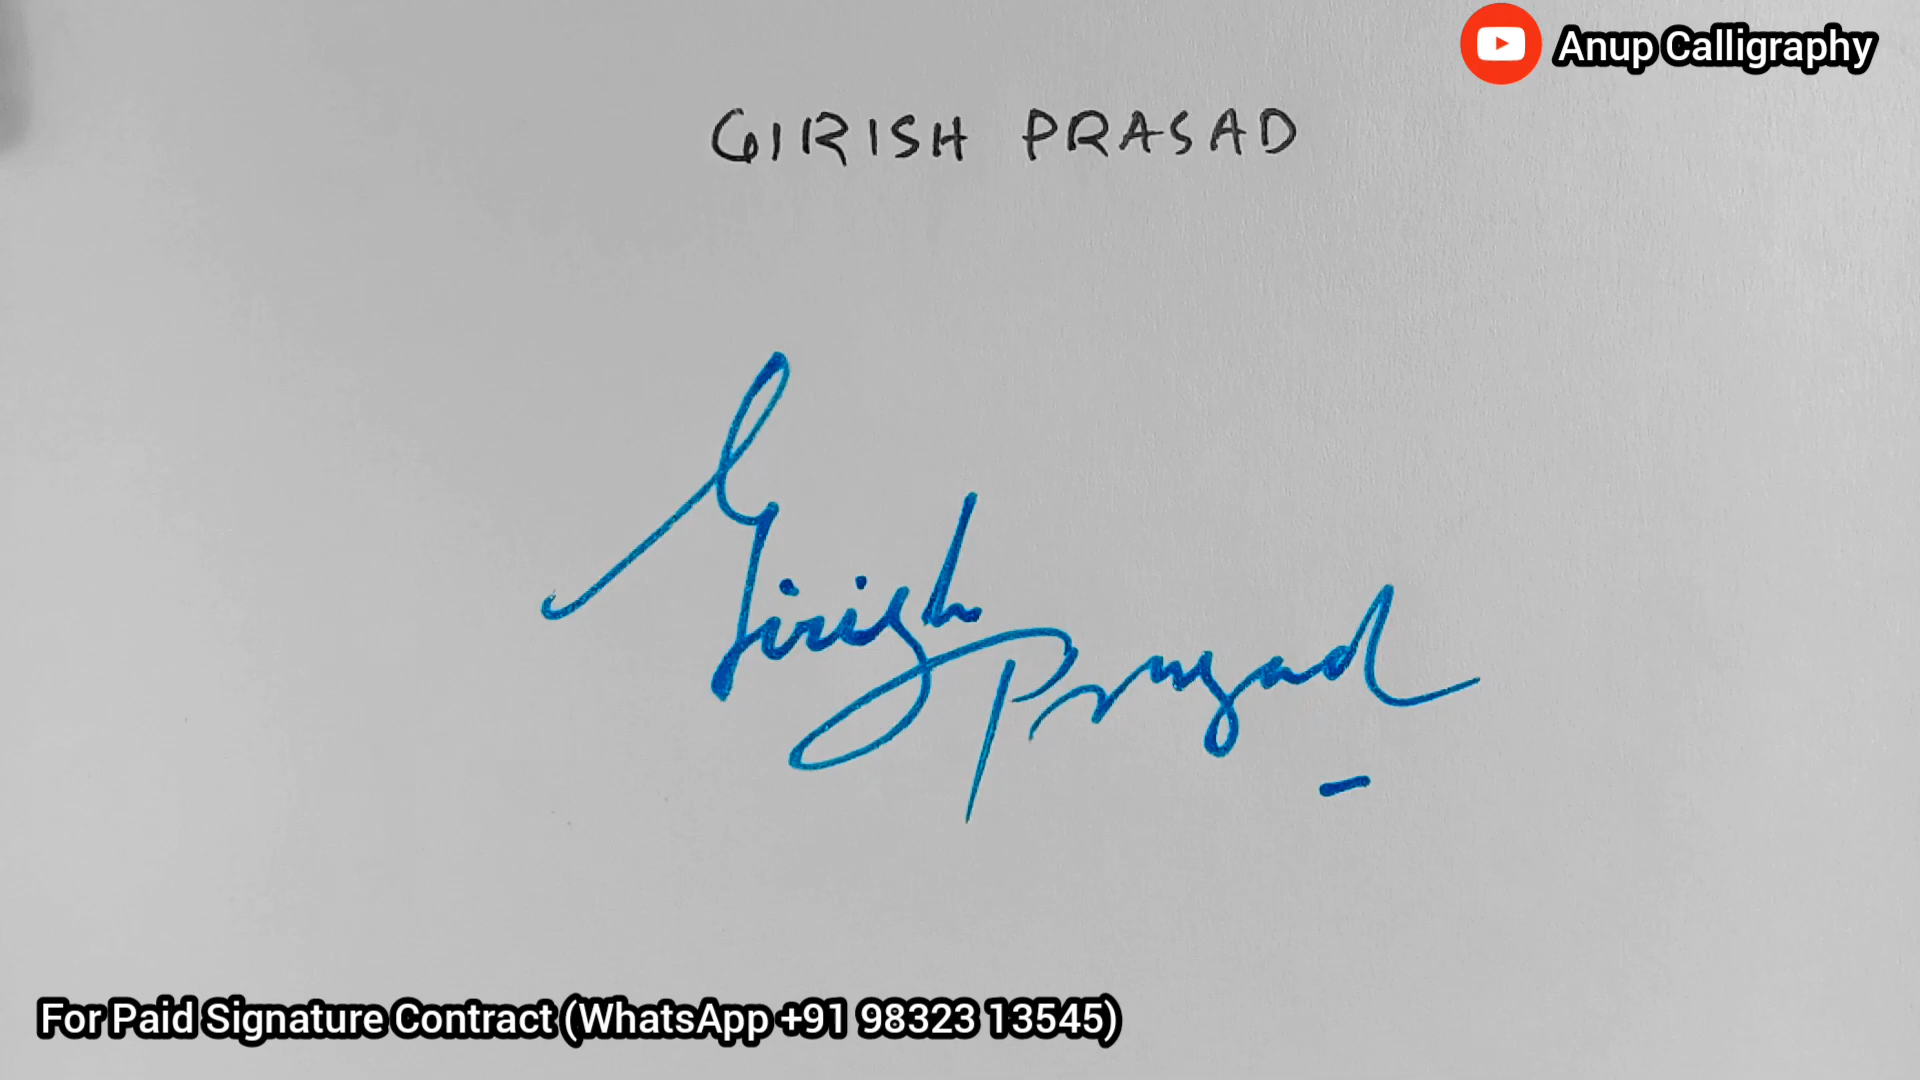 Anup Calligraphy
GIRISH PRASAD
Girish
Prasad
For Paid Signature Contract (WhatsApp +91 98323 13545)